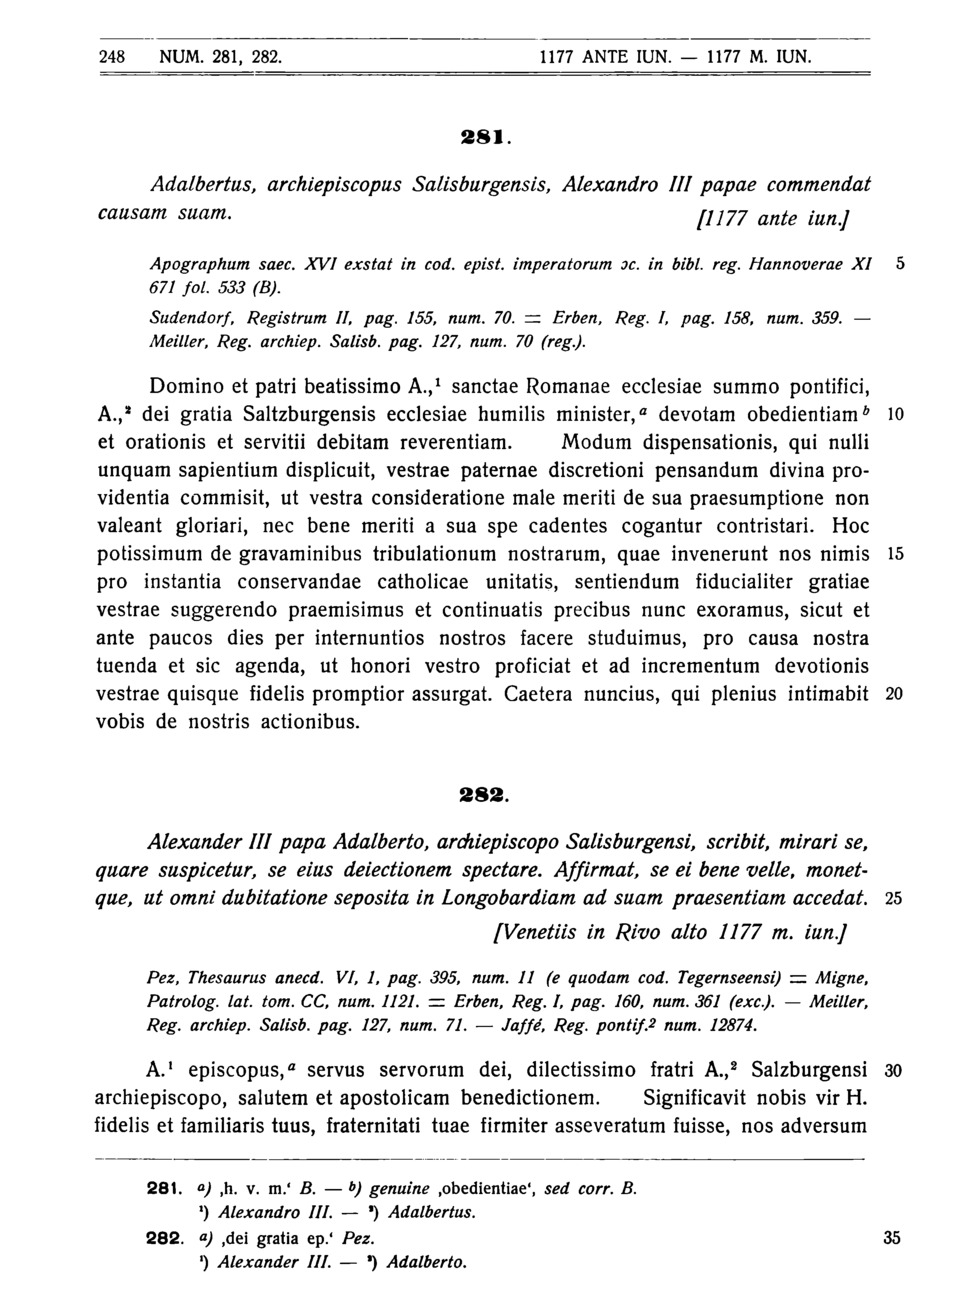 248 NUM. 281, 282. 1177 ANTE IUN. — 1177 M. IUN.
281.
Adalbertus, archiepiscopus Salisburgensis, Alexandro III papae commendat
causam suam. [1177 ante iun.]
Apographum saec. XVI exstat in cod. epist. imperatorum ɔc. in bibl. reg. Hannoverae XI 5
671 fol. 533 (B).
Sudendorf, Registrum II, pag. 155, num. 70. = Erben, Reg. I, pag. 158, num. 359. —
Meiller, Reg. archiep. Salisb. pag. 127, num. 70 (reg.).
Domino et patri beatissimo A.,¹ sanctae Romanae ecclesiae summo pontifici,
A.,² dei gratia Saltzburgensis ecclesiae humilis minister,ᵃ devotam obedientiamᵇ 10
et orationis et servitii debitam reverentiam. Modum dispensationis, qui nulli
unquam sapientium displicuit, vestrae paternae discretioni pensandum divina pro-
videntia commisit, ut vestra consideratione male meriti de sua praesumptione non
valeant gloriari, nec bene meriti a sua spe cadentes cogantur contristari. Hoc
potissimum de gravaminibus tribulationum nostrarum, quae invenerunt nos nimis 15
pro instantia conservandae catholicae unitatis, sentiendum fiducialiter gratiae
vestrae suggerendo praemisimus et continuatis precibus nunc exoramus, sicut et
ante paucos dies per internuntios nostros facere studuimus, pro causa nostra
tuenda et sic agenda, ut honori vestro proficiat et ad incrementum devotionis
vestrae quisque fidelis promptior assurgat. Caetera nuncius, qui plenius intimabit 20
vobis de nostris actionibus.
282.
Alexander III papa Adalberto, archiepiscopo Salisburgensi, scribit, mirari se,
quare suspicetur, se eius deiectionem spectare. Affirmat, se ei bene velle, monet-
que, ut omni dubitatione seposita in Longobardiam ad suam praesentiam accedat. 25
[Venetiis in Rivo alto 1177 m. iun.]
Pez, Thesaurus anecd. VI, 1, pag. 395, num. 11 (e quodam cod. Tegernseensi) = Migne,
Patrolog. lat. tom. CC, num. 1121. = Erben, Reg. I, pag. 160, num. 361 (exc.). — Meiller,
Reg. archiep. Salisb. pag. 127, num. 71. — Jaffé, Reg. pontif.² num. 12874.
A.¹ episcopus,ᵃ servus servorum dei, dilectissimo fratri A.,² Salzburgensi 30
archiepiscopo, salutem et apostolicam benedictionem. Significavit nobis vir H.
fidelis et familiaris tuus, fraternitati tuae firmiter asseveratum fuisse, nos adversum
281. a) ‚h. v. m.‘ B. — b) genuine ‚obedientiae‘, sed corr. B.
¹) Alexandro III. — ²) Adalbertus.
282. a) ‚dei gratia ep.‘ Pez. 35
¹) Alexander III. — ²) Adalberto.